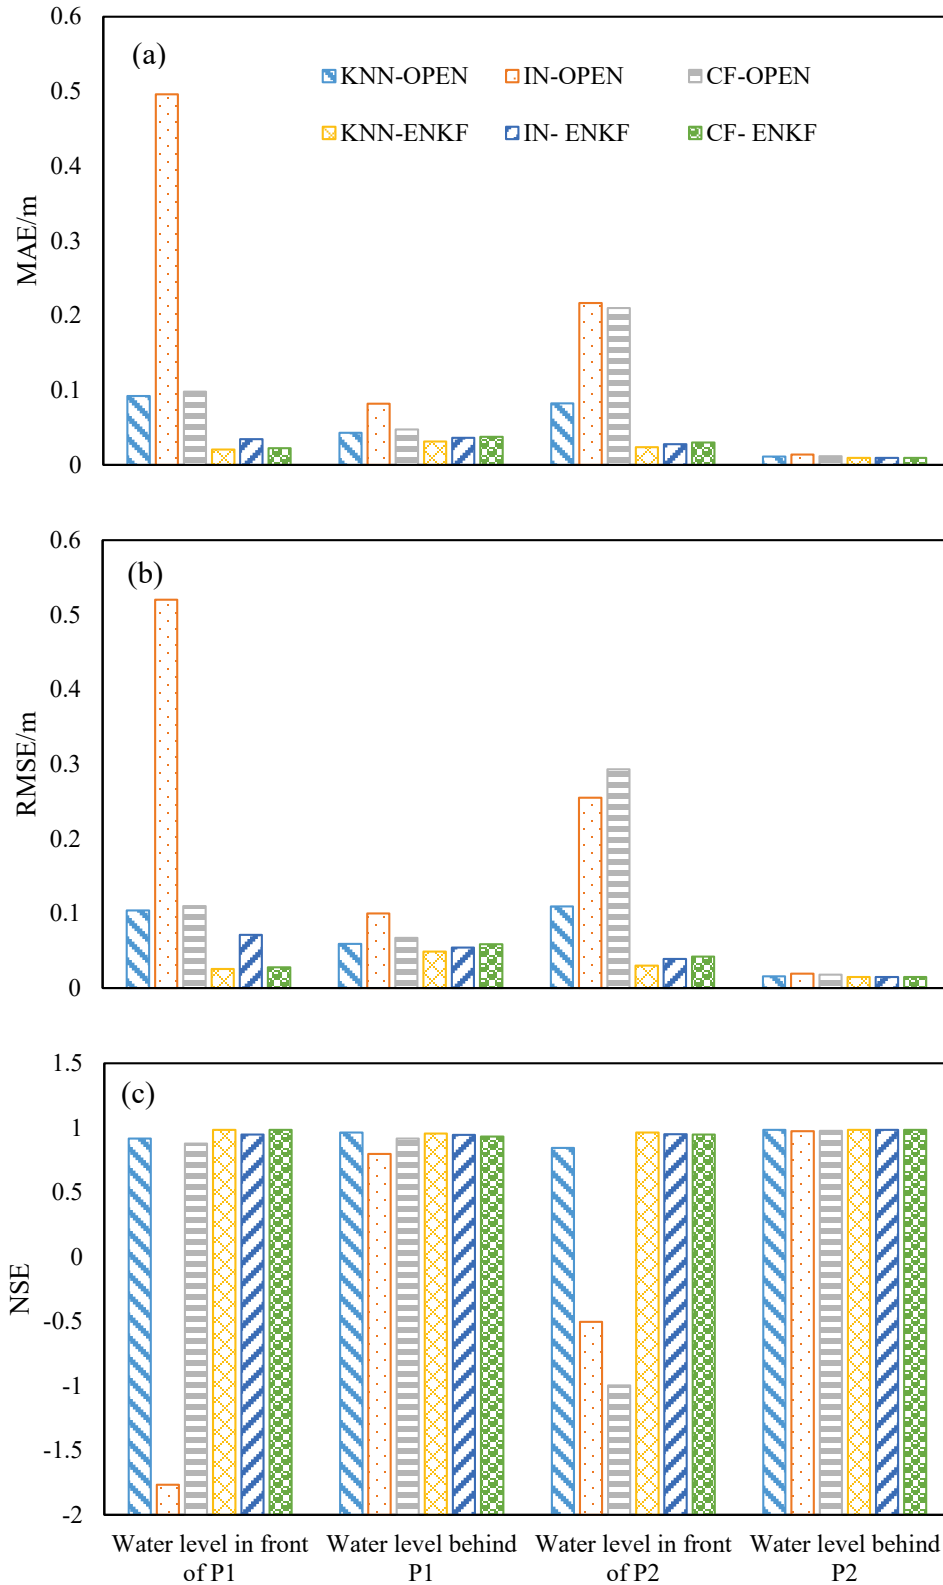 0.6
(a)
KNN-OPEN IN-OPEN CF-OPEN
KNN-ENKF IN- ENKF CF- ENKF
0.5
0.4
0.3
0.2
0.1
0
MAE/m
0.6
(b)
0.5
0.4
0.3
0.2
0.1
0
RMSE/m
1.5
(c)
1
0.5
0
-0.5
-1
-1.5
-2
NSE
Water level in front
of P1
Water level behind
P1
Water level in front
of P2
Water level behind
P2